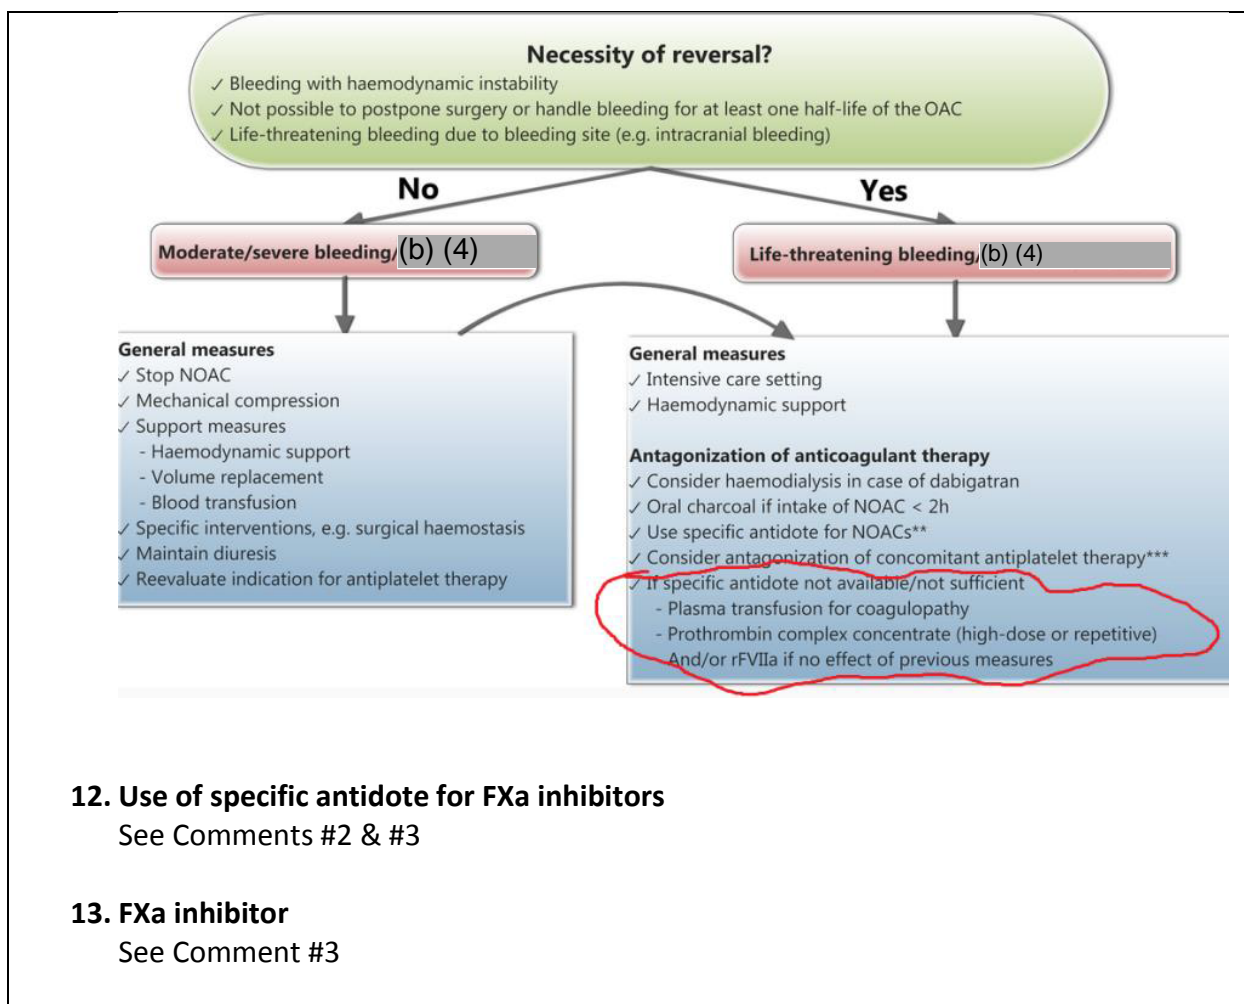 Necessity of reversal?
✓ Bleeding with haemodynamic instability
✓ Not possible to postpone surgery or handle bleeding for at least one half-life of the OAC
✓ Life-threatening bleeding due to bleeding site (e.g. intracranial bleeding)
No
Yes
Moderate/severe bleeding/(b) (4)
Life-threatening bleeding/(b) (4)
General measures
✓ Stop NOAC
✓ Mechanical compression
✓ Support measures
- Haemodynamic support
- Volume replacement
- Blood transfusion
✓ Specific interventions, e.g. surgical haemostasis
✓ Maintain diuresis
✓ Reevaluate indication for antiplatelet therapy
General measures
✓ Intensive care setting
✓ Haemodynamic support
Antagonization of anticoagulant therapy
✓ Consider haemodialysis in case of dabigatran
✓ Oral charcoal if intake of NOAC < 2h
✓ Use specific antidote for NOACs**
✓ Consider antagonization of concomitant antiplatelet therapy***
✓ If specific antidote not available/not sufficient
- Plasma transfusion for coagulopathy
- Prothrombin complex concentrate (high-dose or repetitive)
- And/or rFVIIa if no effect of previous measures
12. Use of specific antidote for FXa inhibitors
See Comments #2 & #3
13. FXa inhibitor
See Comment #3